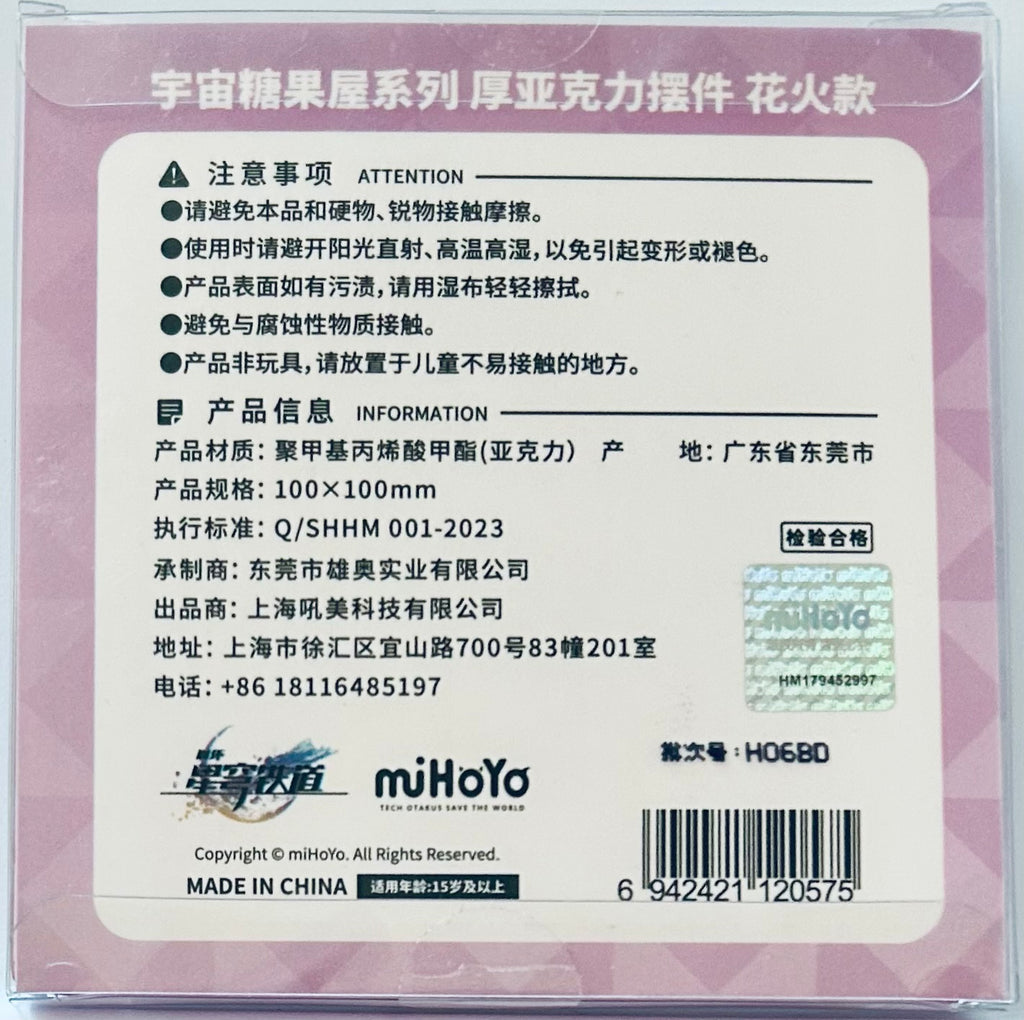 宇宙糖果屋系列 厚亚克力摆件 花火款
注意事项 ATTENTION
●请避免本品和硬物、锐物接触摩擦。
●使用时请避开阳光直射、高温高湿，以免引起变形或褪色。
●产品表面如有污渍，请用湿布轻轻擦拭。
●避免与腐蚀性物质接触。
●产品非玩具，请放置于儿童不易接触的地方。
产品信息 INFORMATION
产品材质：聚甲基丙烯酸甲酯(亚克力） 产 地：广东省东莞市
产品规格：100×100mm
执行标准：Q/SHHM 001-2023
检验合格
承制商：东莞市雄奥实业有限公司
出品商：上海吼美科技有限公司
miHoYo
地址：上海市徐汇区宜山路700号83幢201室
HM179452997
电话：+86 18116485197
批次号：H06BD
崩坏
星穹铁道
miHoYo
TECH OTAKUS SAVE THE WORLD
Copyright © miHoYo. All Rights Reserved.
MADE IN CHINA 适用年龄:15岁及以上
6 942421 120575